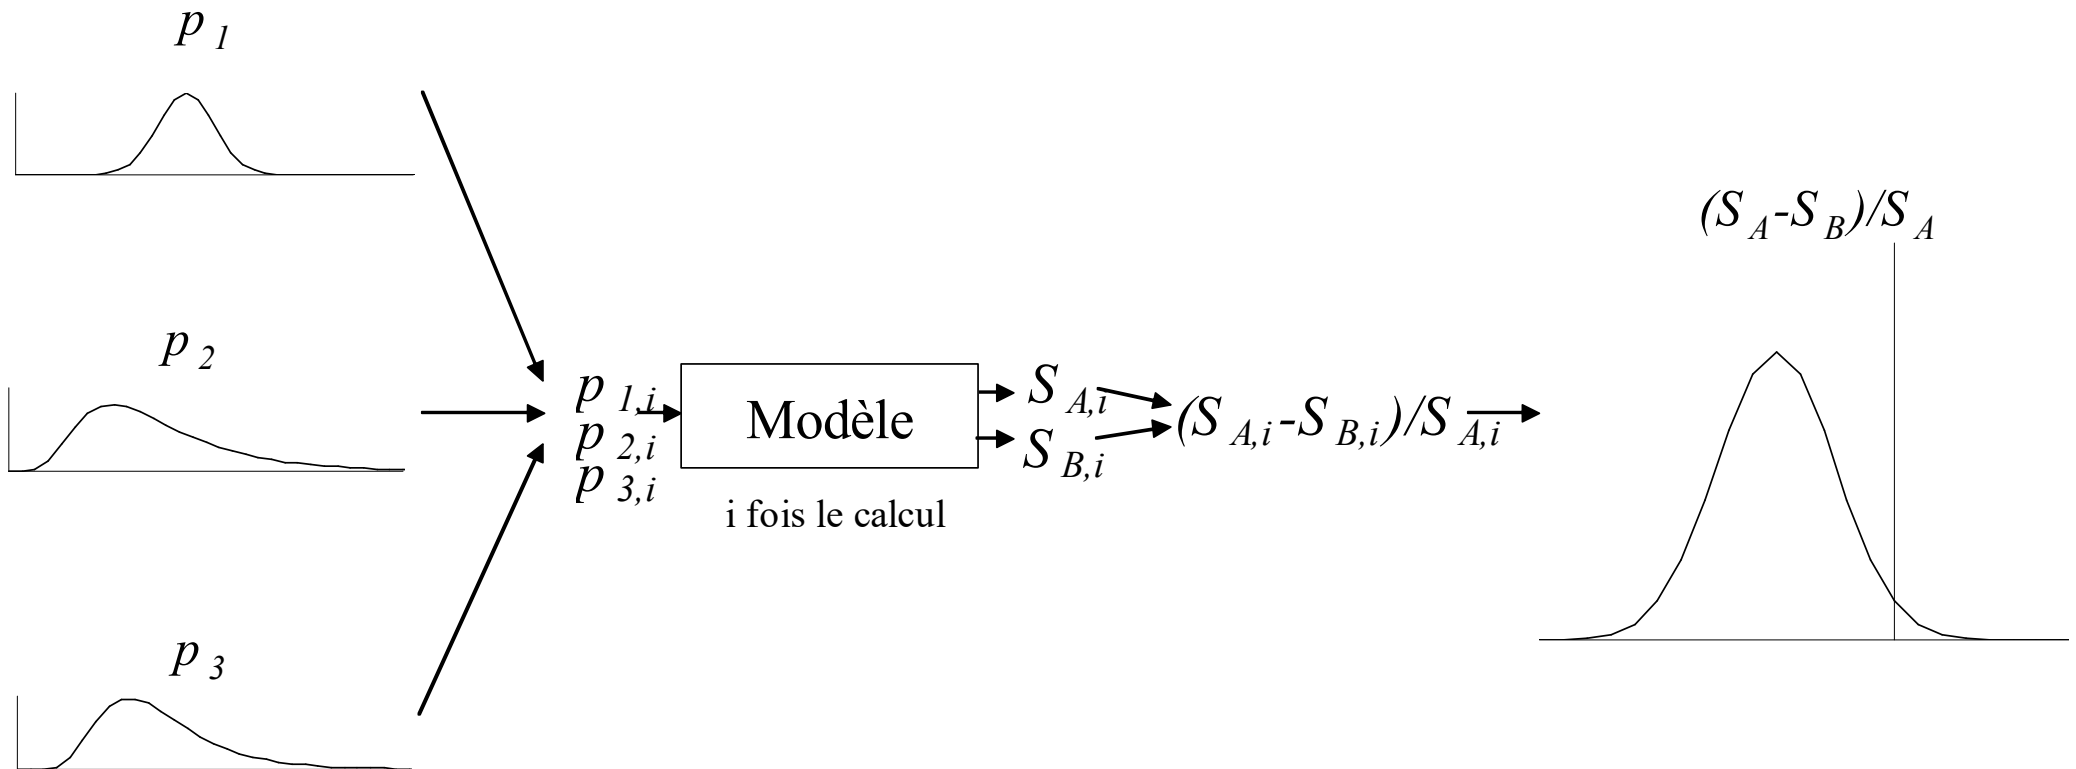 p 1
p 2
p 3
p 1,i
p 2,i
p 3,i
Modèle
i fois le calcul
S A,i
S B,i
(S A,i-S B,i)/S A,i
(S A-S B)/S A